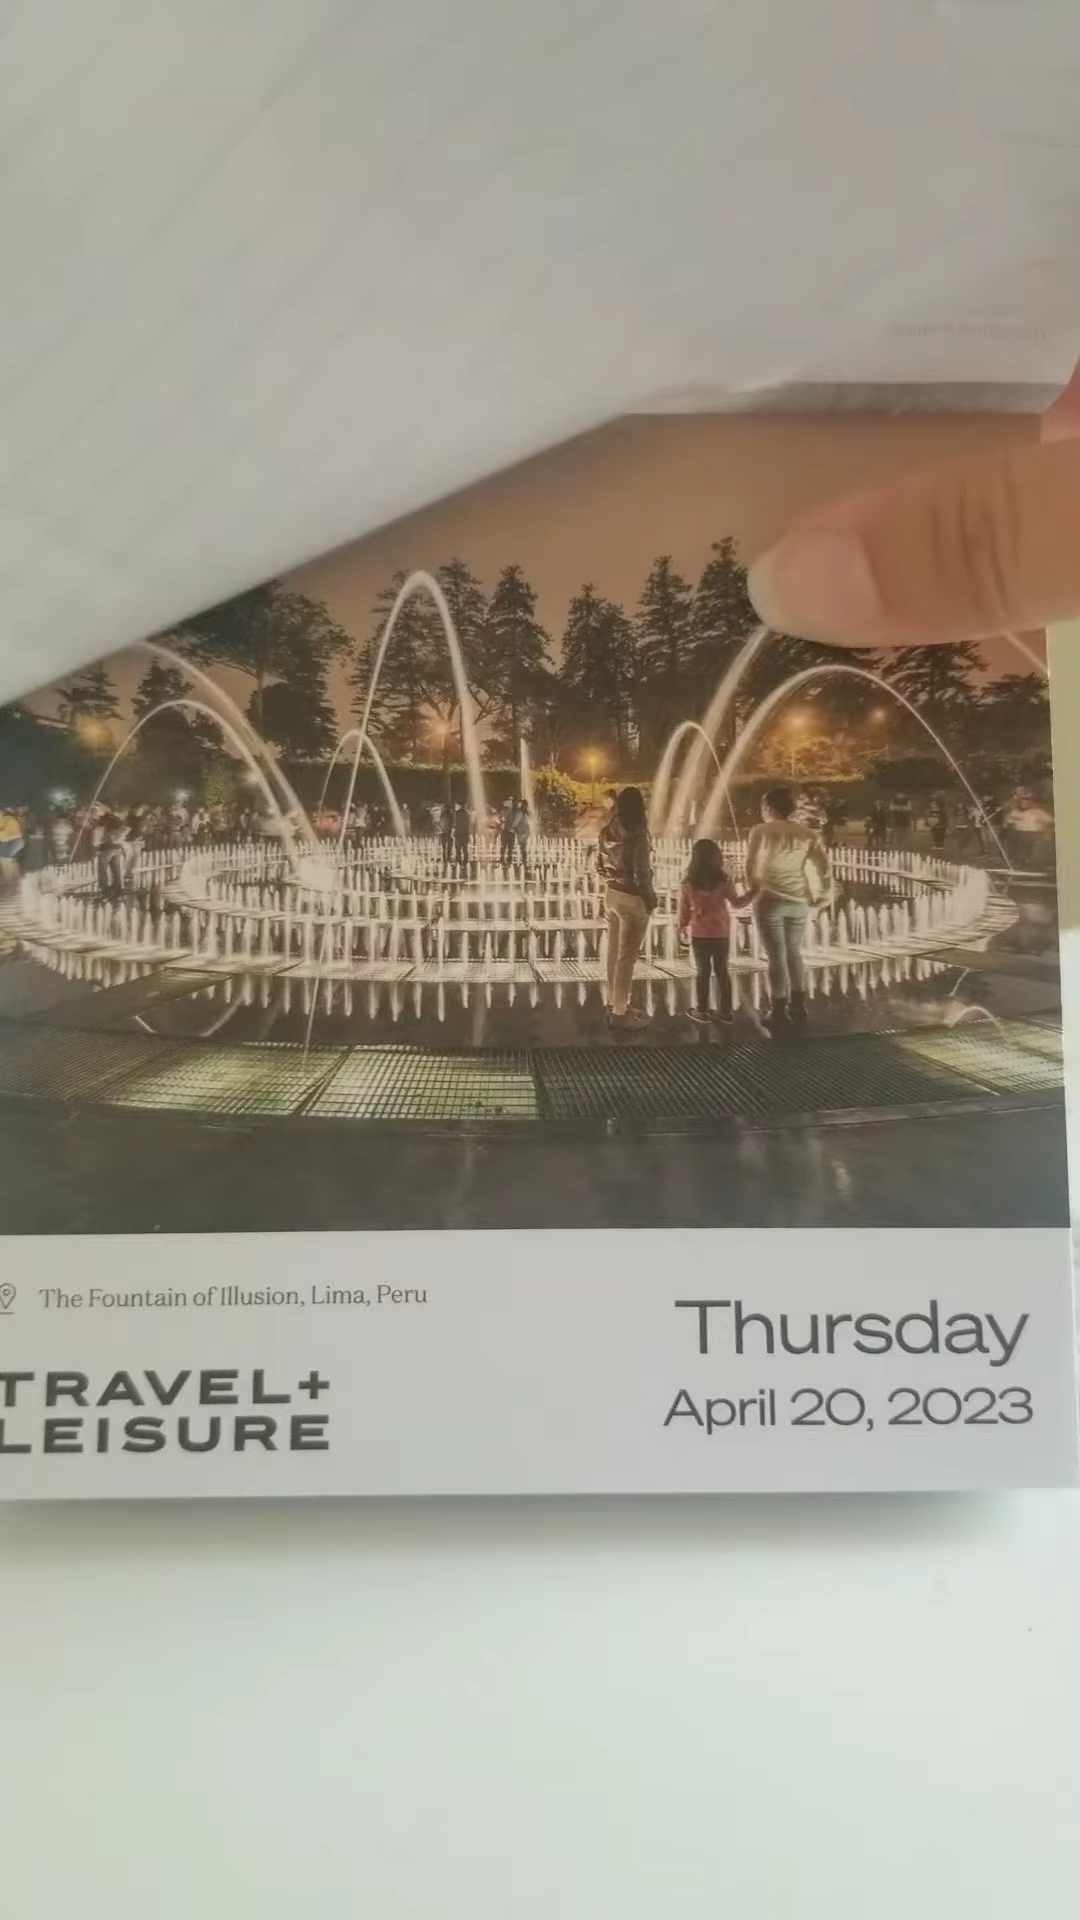 The Fountain of Illusion, Lima, Peru
TRAVEL+
LEISURE
Thursday
April 20, 2023